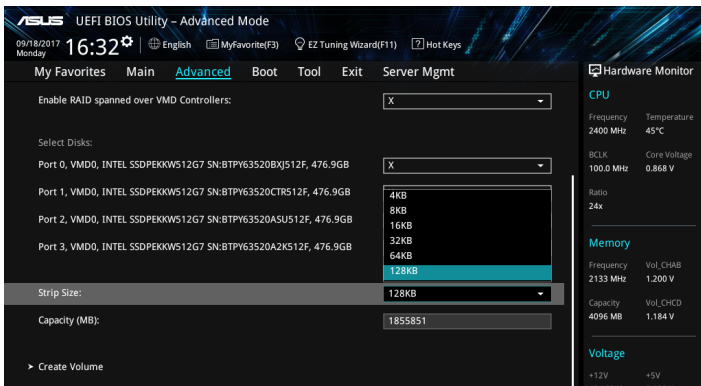 ASUS UEFI BIOS Utility – Advanced Mode
09/18/2017
Monday
16:32
English
MyFavorite(F3)
EZ Tuning Wizard(F11)
? Hot Keys
My Favorites Main Advanced Boot Tool Exit Server Mgmt
Enable RAID spanned over VMD Controllers: X
Select Disks:
Port 0, VMD0, INTEL SSDPEKKW512G7 SN:BTPY63520BXJ512F, 476.9GB X
Port 1, VMD0, INTEL SSDPEKKW512G7 SN:BTPY63520CTR512F, 476.9GB
Port 2, VMD0, INTEL SSDPEKKW512G7 SN:BTPY63520ASU512F, 476.9GB
Port 3, VMD0, INTEL SSDPEKKW512G7 SN:BTPY63520A2K512F, 476.9GB
4KB
8KB
16KB
32KB
64KB
128KB
Strip Size: 128KB
Capacity (MB): 1855851
Create Volume
Hardware Monitor
CPU
Frequency Temperature
2400 MHz 45°C
BCLK Core Voltage
100.0 MHz 0.868 V
Ratio
24x
Memory
Frequency Vol_CHAB
2133 MHz 1.200 V
Capacity Vol_CHCD
4096 MB 1.184 V
Voltage
+12V +5V